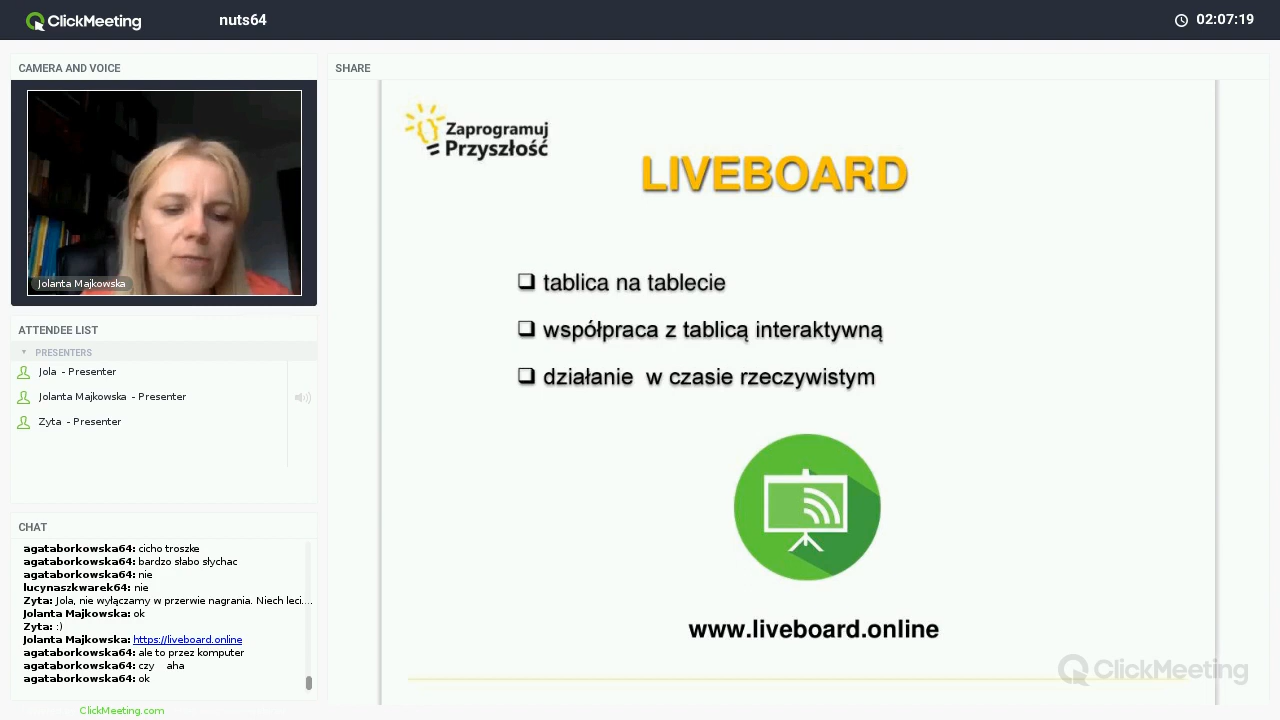 ClickMeeting
nuts64
02:07:19
CAMERA AND VOICE
Jolanta Majkowska
ATTENDEE LIST
PRESENTERS
Jola - Presenter
Jolanta Majkowska - Presenter
Zyta - Presenter
CHAT
agataborkowska64: cicho troszke
agataborkowska64: bardzo słabo słychac
agataborkowska64: nie
lucynaszkwarek64: nie
Zyta: Jola, nie wyłączamy w przerwie nagrania. Niech leci....
Jolanta Majkowska: ok
Zyta: :)
Jolanta Majkowska: https://liveboard.online
agataborkowska64: ale to przez komputer
agataborkowska64: czy aha
agataborkowska64: ok
ClickMeeting.com
SHARE
Zaprogramuj
Przyszłość
LIVEBOARD
tablica na tablecie
współpraca z tablicą interaktywną
działanie w czasie rzeczywistym
www.liveboard.online
ClickMeeting